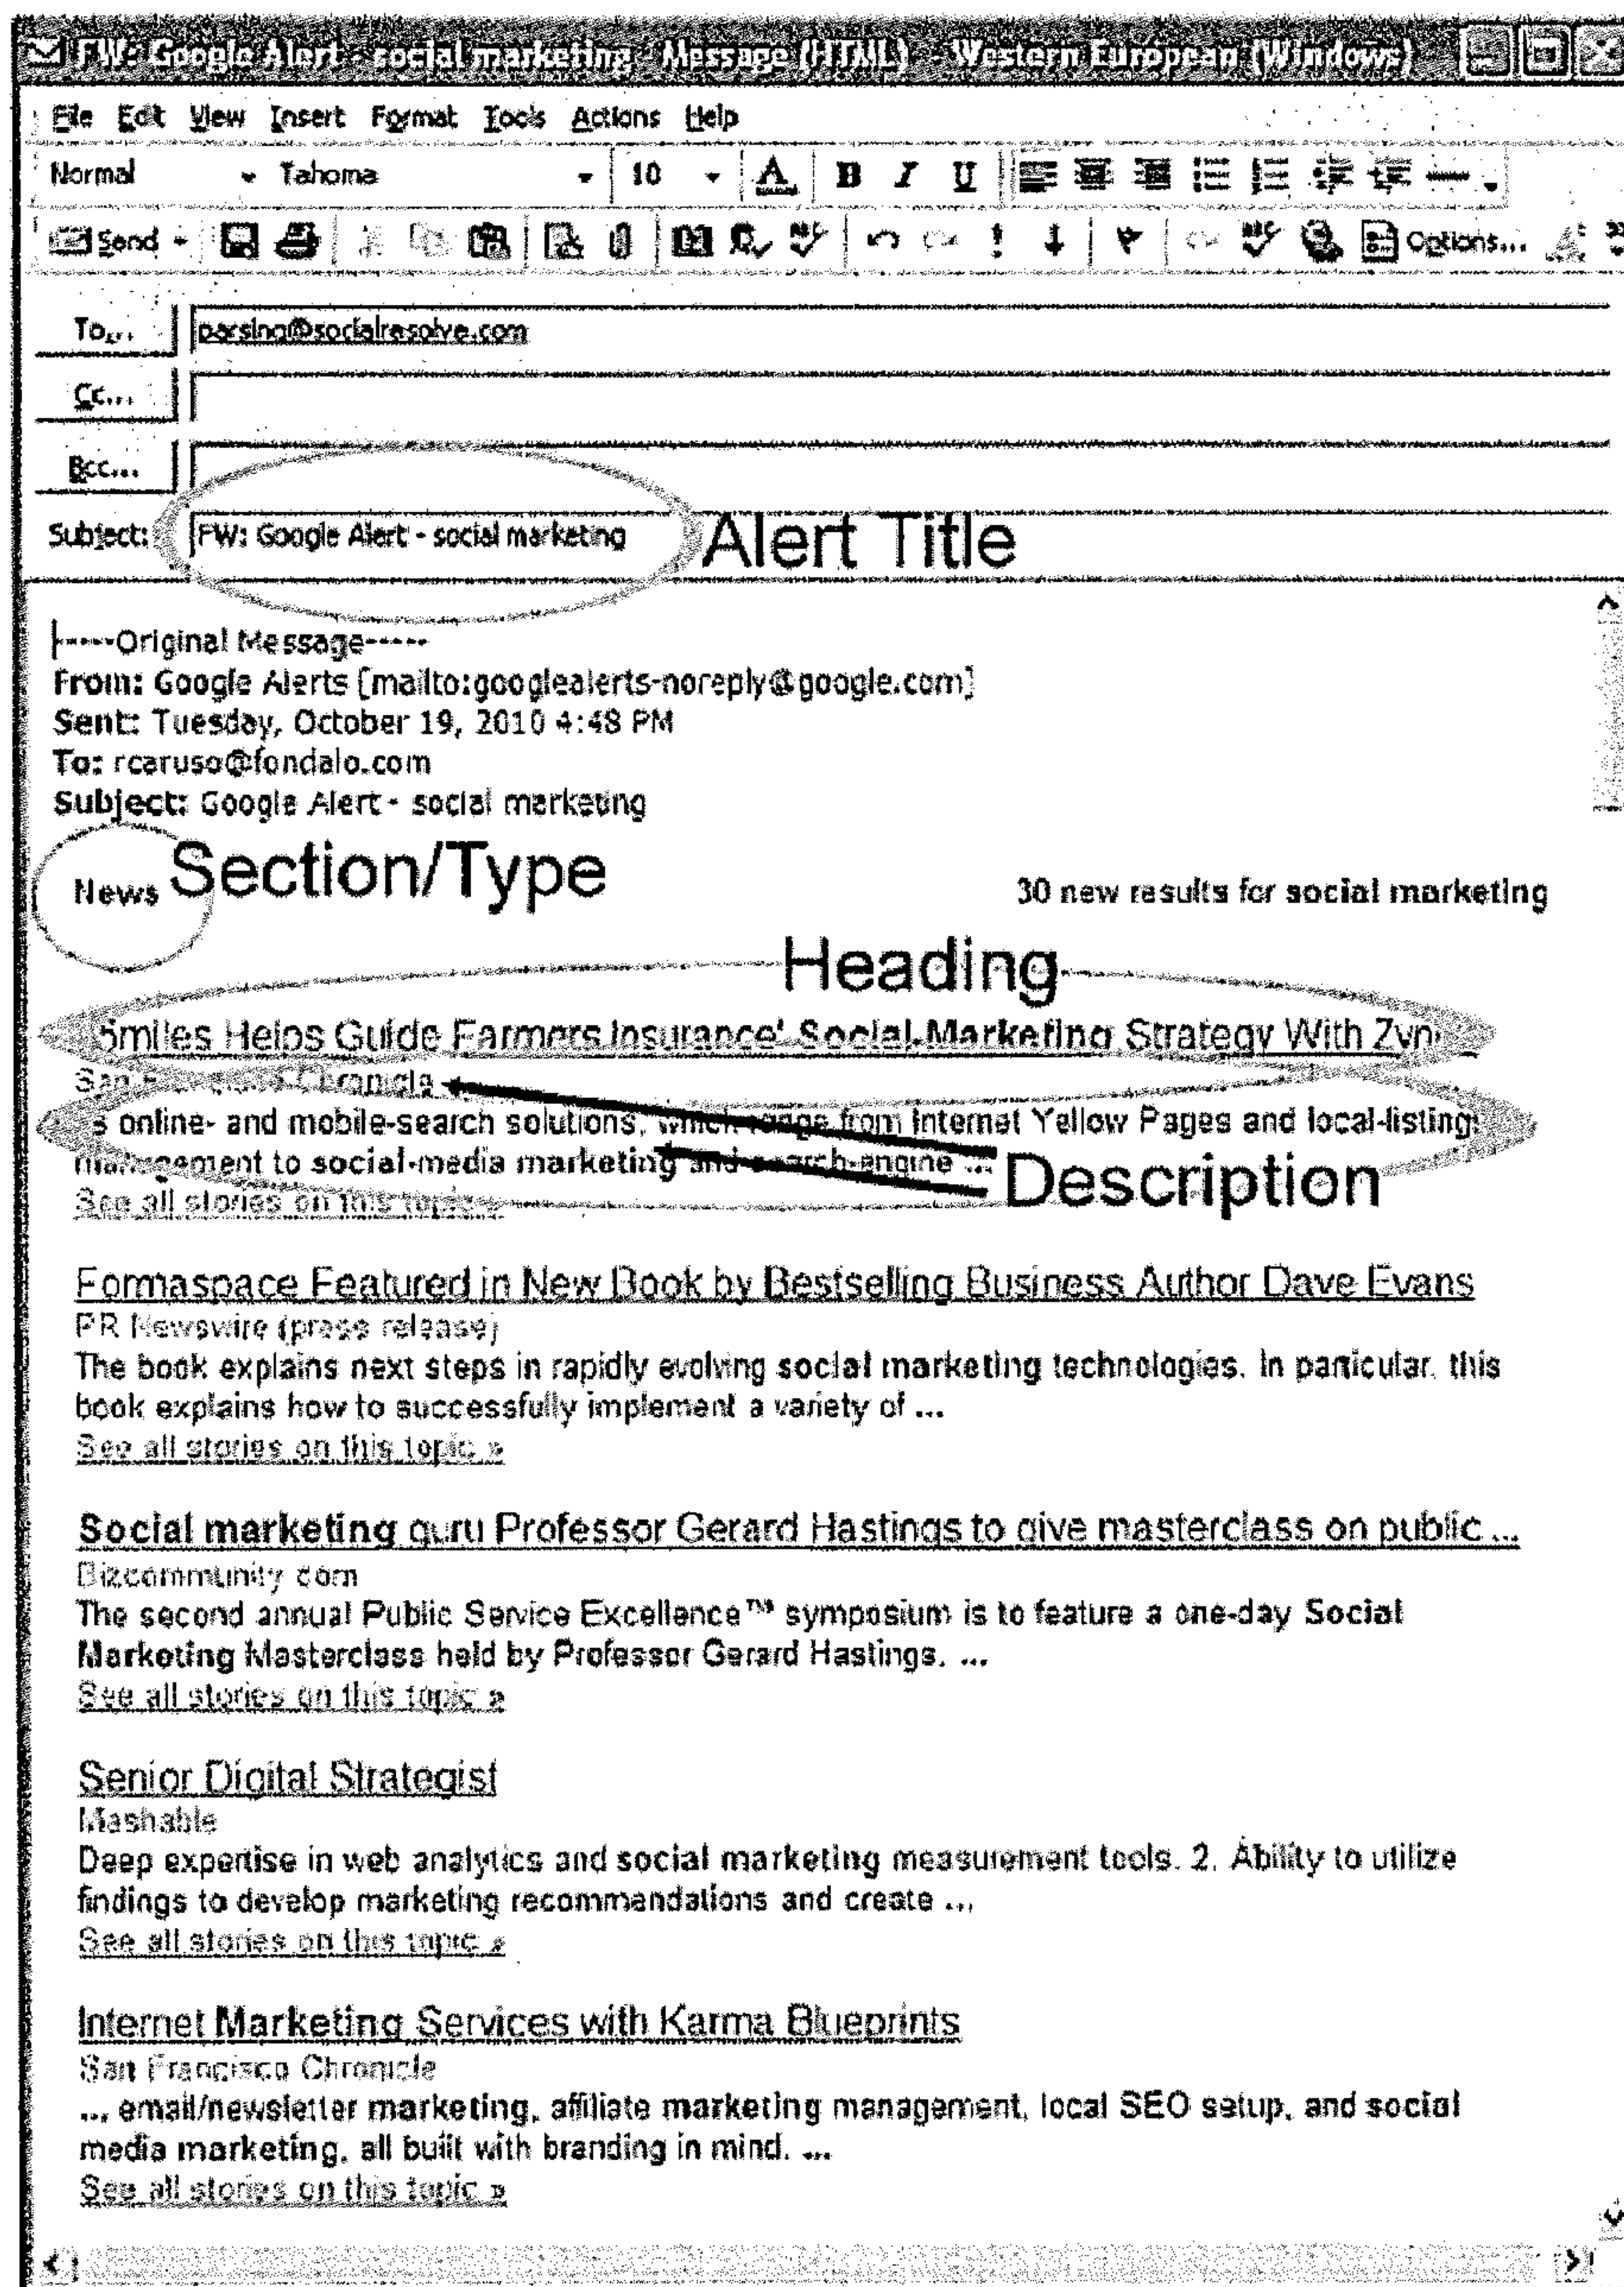 FW: Google Alert - social marketing - Message (HTML) - Western European (Windows)
File Edit View Insert Format Tools Actions Help
Normal Tahoma 10 A B I U
Send Options...
To... parsing@socialresolve.com
Cc...
Bcc...
Subject: FW: Google Alert - social marketing Alert Title
-----Original Message-----
From: Google Alerts [mailto:googlealerts-noreply@google.com]
Sent: Tuesday, October 19, 2010 4:48 PM
To: rcaruso@fondalo.com
Subject: Google Alert - social marketing
News Section/Type 30 new results for social marketing
Heading
5miles Helps Guide Farmers Insurance' Social-Marketing Strategy With Zyn
San Chronicle
s online- and mobile-search solutions, which range from Internet Yellow Pages and local-listing
management to social-media marketing and search-engine ...
Description
See all stories on this topic »
Formaspace Featured in New Book by Bestselling Business Author Dave Evans
PR Newswire (press release)
The book explains next steps in rapidly evolving social marketing technologies. In particular, this
book explains how to successfully implement a variety of ...
See all stories on this topic »
Social marketing guru Professor Gerard Hastings to give masterclass on public ...
Bizcommunity.com
The second annual Public Service Excellence™ symposium is to feature a one-day Social
Marketing Masterclass held by Professor Gerard Hastings. ...
See all stories on this topic »
Senior Digital Strategist
Mashable
Deep expertise in web analytics and social marketing measurement tools. 2. Ability to utilize
findings to develop marketing recommendations and create ...
See all stories on this topic »
Internet Marketing Services with Karma Blueprints
San Francisco Chronicle
... email/newsletter marketing, affiliate marketing management, local SEO setup, and social
media marketing, all built with branding in mind. ...
See all stories on this topic »